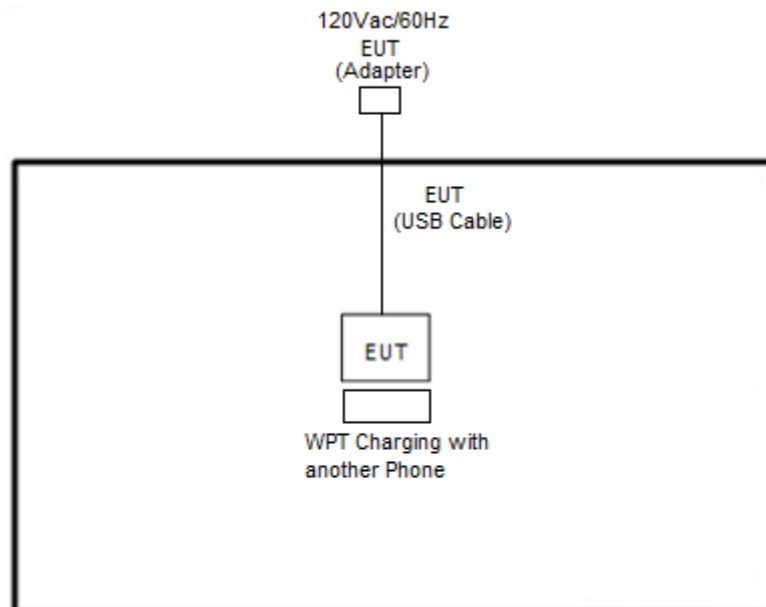 120Vac/60Hz
EUT
(Adapter)
EUT
(USB Cable)
EUT
WPT Charging with
another Phone